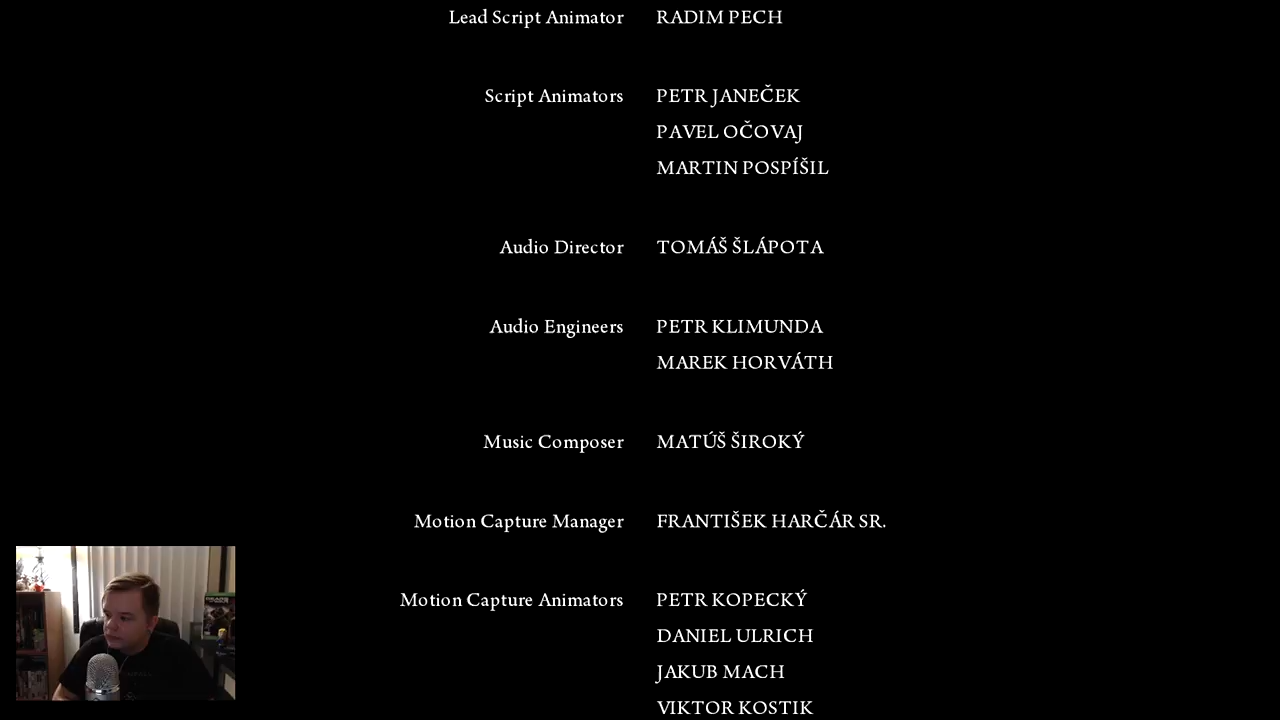 Lead Script Animator RADIM PECH
Script Animators PETR JANEČEK
PAVEL OČOVAJ
MARTIN POSPÍŠIL
Audio Director TOMÁŠ ŠLÁPOTA
Audio Engineers PETR KLIMUNDA
MAREK HORVÁTH
Music Composer MATÚŠ ŠIROKÝ
Motion Capture Manager FRANTIŠEK HARČÁR SR.
Motion Capture Animators PETR KOPECKÝ
DANIEL ULRICH
JAKUB MACH
VIKTOR KOSTIK